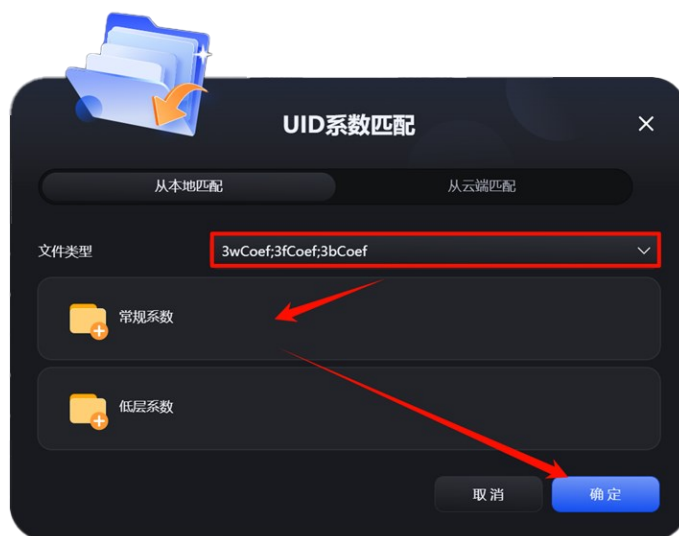 UID系数匹配
从本地匹配
从云端匹配
文件类型
3wCoef;3fCoef;3bCoef
常规系数
低层系数
取消
确定